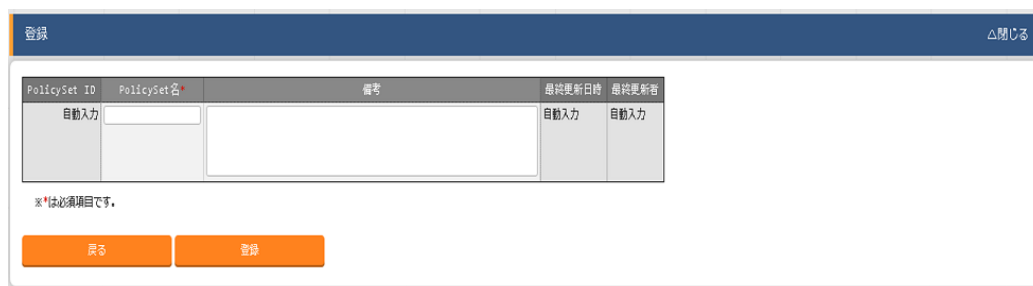 登録 △閉じる
PolicySet ID PolicySet名* 備考 最終更新日時 最終更新者
自動入力 自動入力 自動入力
※*は必須項目です。
戻る 登録